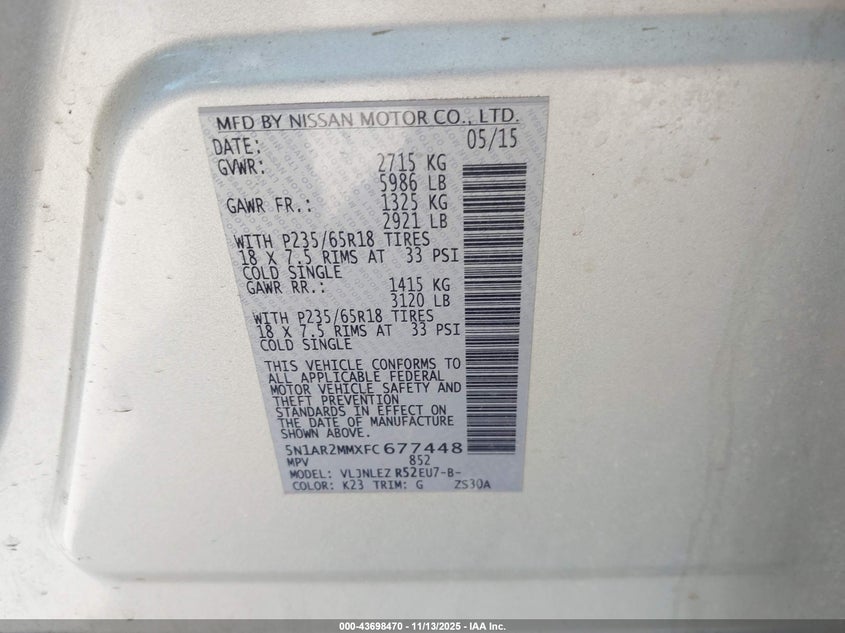 MFD BY NISSAN MOTOR CO., LTD.
DATE: 05/15
GVWR: 2715 KG
5986 LB
GAWR FR.: 1325 KG
2921 LB
WITH P235/65R18 TIRES
18 X 7.5 RIMS AT 33 PSI
COLD SINGLE
GAWR RR.: 1415 KG
3120 LB
WITH P235/65R18 TIRES
18 X 7.5 RIMS AT 33 PSI
COLD SINGLE
THIS VEHICLE CONFORMS TO
ALL APPLICABLE FEDERAL
MOTOR VEHICLE SAFETY AND
THEFT PREVENTION
STANDARDS IN EFFECT ON
THE DATE OF MANUFACTURE
SHOWN ABOVE.
5N1AR2MMXFC677448
MPV 852
MODEL: VLJNLEZ R52EU7-B-
COLOR: K23 TRIM: G ZS30A
000-43698470 - 11/13/2025 - IAA Inc.